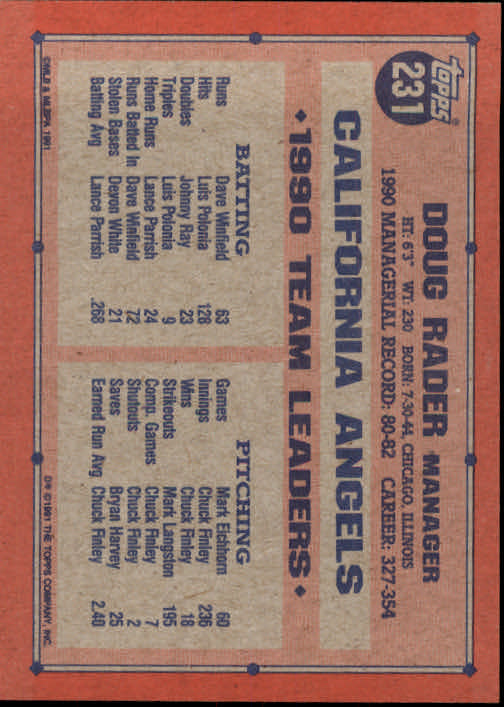 topps®
231
DOUG RADER MANAGER
HT: 6'3" WT: 230 BORN: 7-30-44, CHICAGO, ILLINOIS
1990 MANAGERIAL RECORD: 80-82 CAREER: 327-354
CALIFORNIA ANGELS
1990 TEAM LEADERS
BATTING
Runs Dave Winfield 63
Hits Luis Polonia 128
Doubles Johnny Ray 23
Triples Luis Polonia 9
Home Runs Lance Parrish 24
Runs Batted In Dave Winfield 72
Stolen Bases Devon White 21
Batting Avg Lance Parrish .268
PITCHING
Games Mark Eichhorn 60
Innings Chuck Finley 236
Wins Chuck Finley 18
Strikeouts Mark Langston 195
Comp. Games Chuck Finley 7
Shutouts Chuck Finley 2
Saves Bryan Harvey 25
Earned Run Avg Chuck Finley 2.40
©MLB & MLBPA 1991
D* ©1991 THE TOPPS COMPANY, INC.